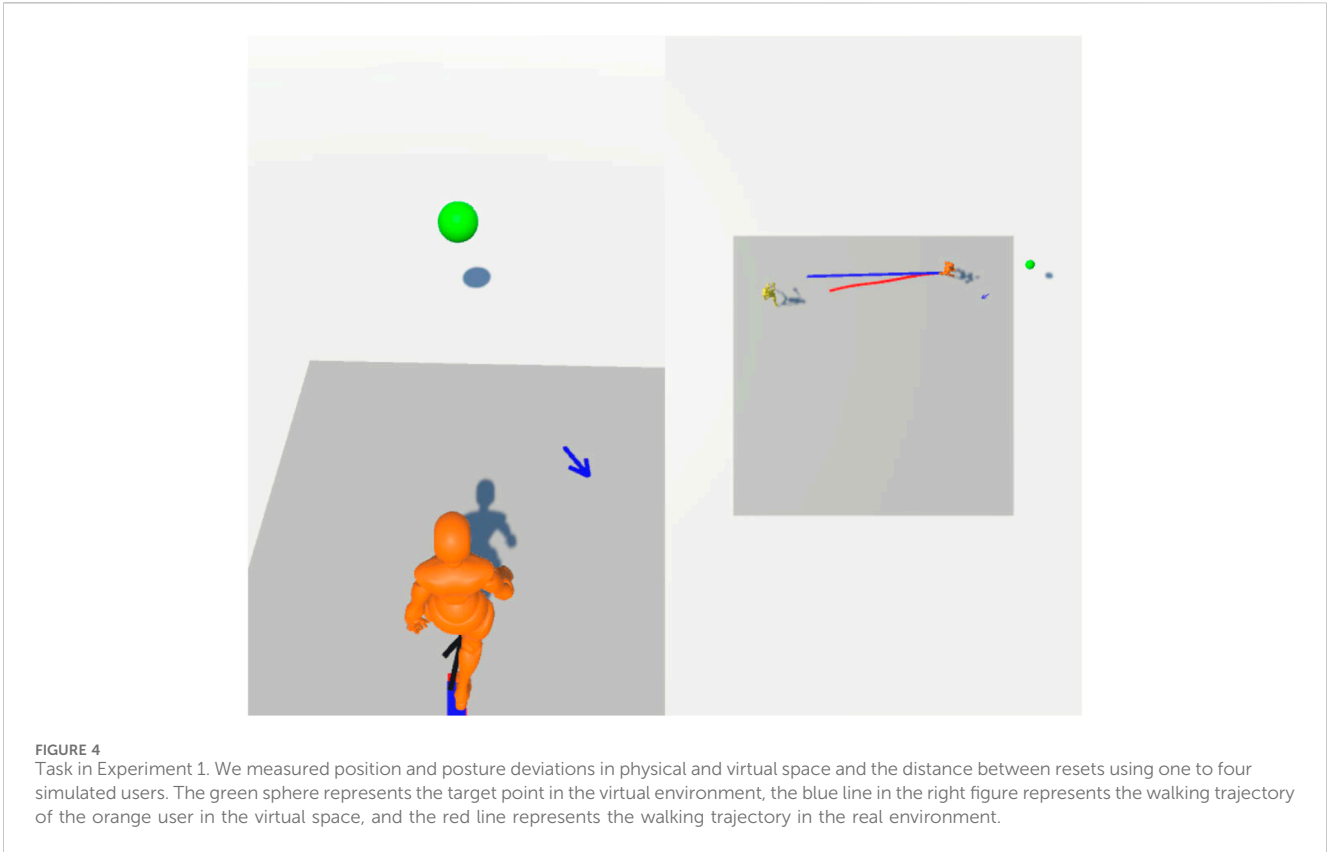 FIGURE 4
Task in Experiment 1. We measured position and posture deviations in physical and virtual space and the distance between resets using one to four
simulated users. The green sphere represents the target point in the virtual environment, the blue line in the right figure represents the walking trajectory
of the orange user in the virtual space, and the red line represents the walking trajectory in the real environment.